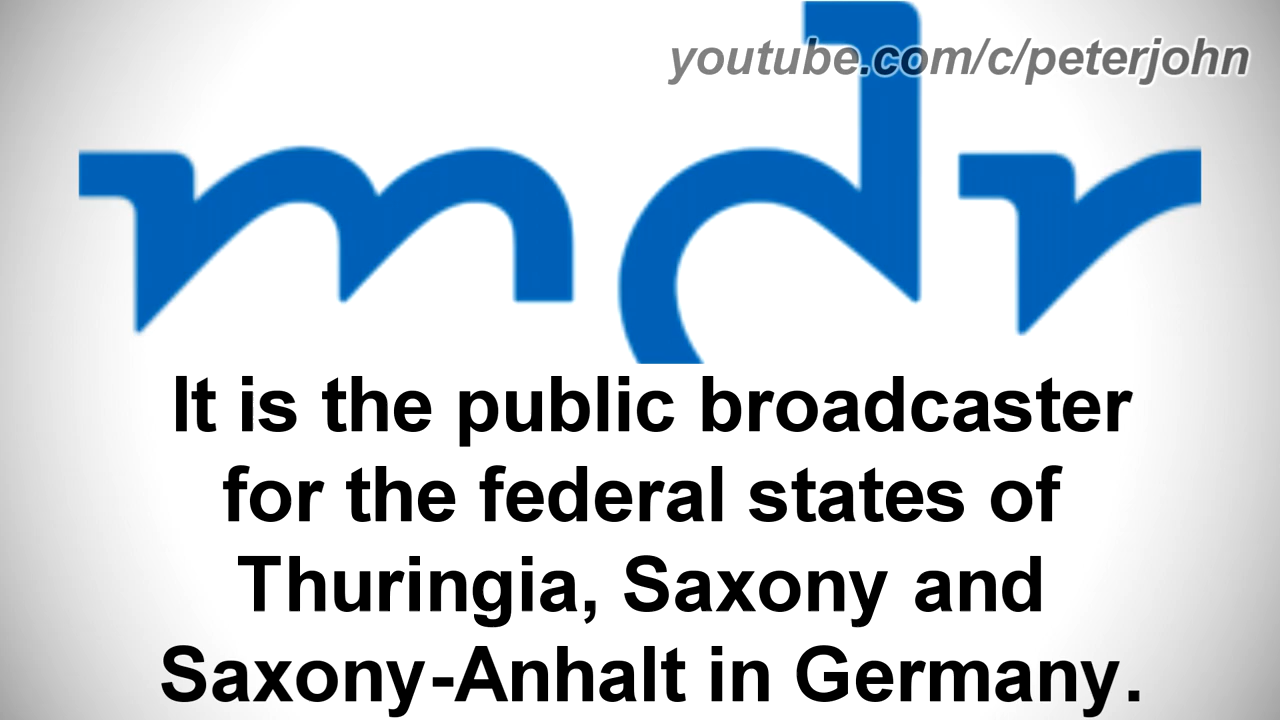 youtube.com/c/peterjohn
mdr
It is the public broadcaster
for the federal states of
Thuringia, Saxony and
Saxony-Anhalt in Germany.